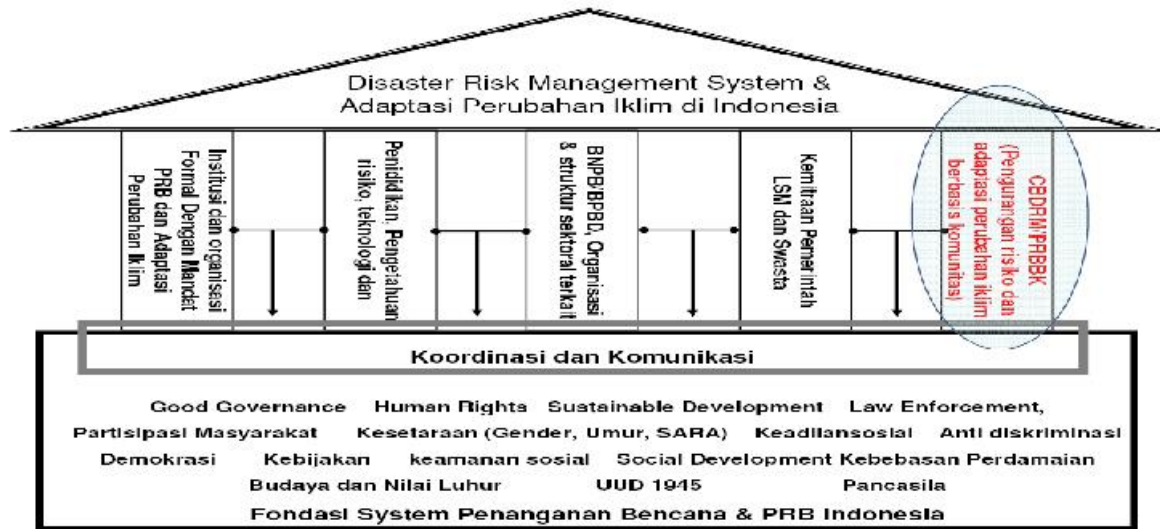 Disaster Risk Management System &
Adaptasi Perubahan Iklim di Indonesia
Institusi dan organisasi
Formal Dengan Mandat
PRB dan Adaptasi
Perubahan Iklim
Penididikan, Pengetahuan
risiko, teknologi dan
BNPB/BPBD, Organisasi
& struktur sektoral terkait
Kemitraan Pemerintah
LSM dan Swasta
CBDRM/PRBBK
(Pengurangan risiko dan
adaptasi perubahan iklim
berbasis komunitas)
Koordinasi dan Komunikasi
Good Governance Human Rights Sustainable Development Law Enforcement,
Partisipasi Masyarakat Kesetaraan (Gender, Umur, SARA) Keadilansosial Anti diskriminasi
Demokrasi Kebijakan keamanan sosial Social Development Kebebasan Perdamaian
Budaya dan Nilai Luhur UUD 1945 Pancasila
Fondasi System Penanganan Bencana & PRB Indonesia